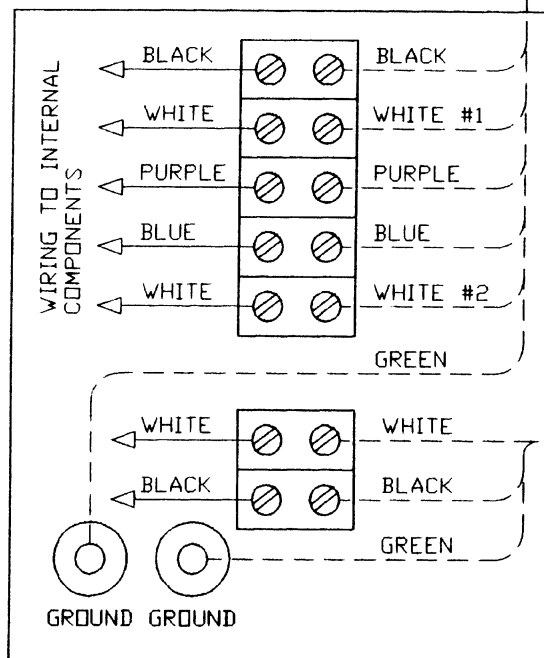 BLACK BLACK
WHITE WHITE #1
PURPLE PURPLE
BLUE BLUE
WHITE WHITE #2
WIRING TO INTERNAL
COMPONENTS
GREEN
WHITE WHITE
BLACK BLACK
GREEN
GROUND GROUND